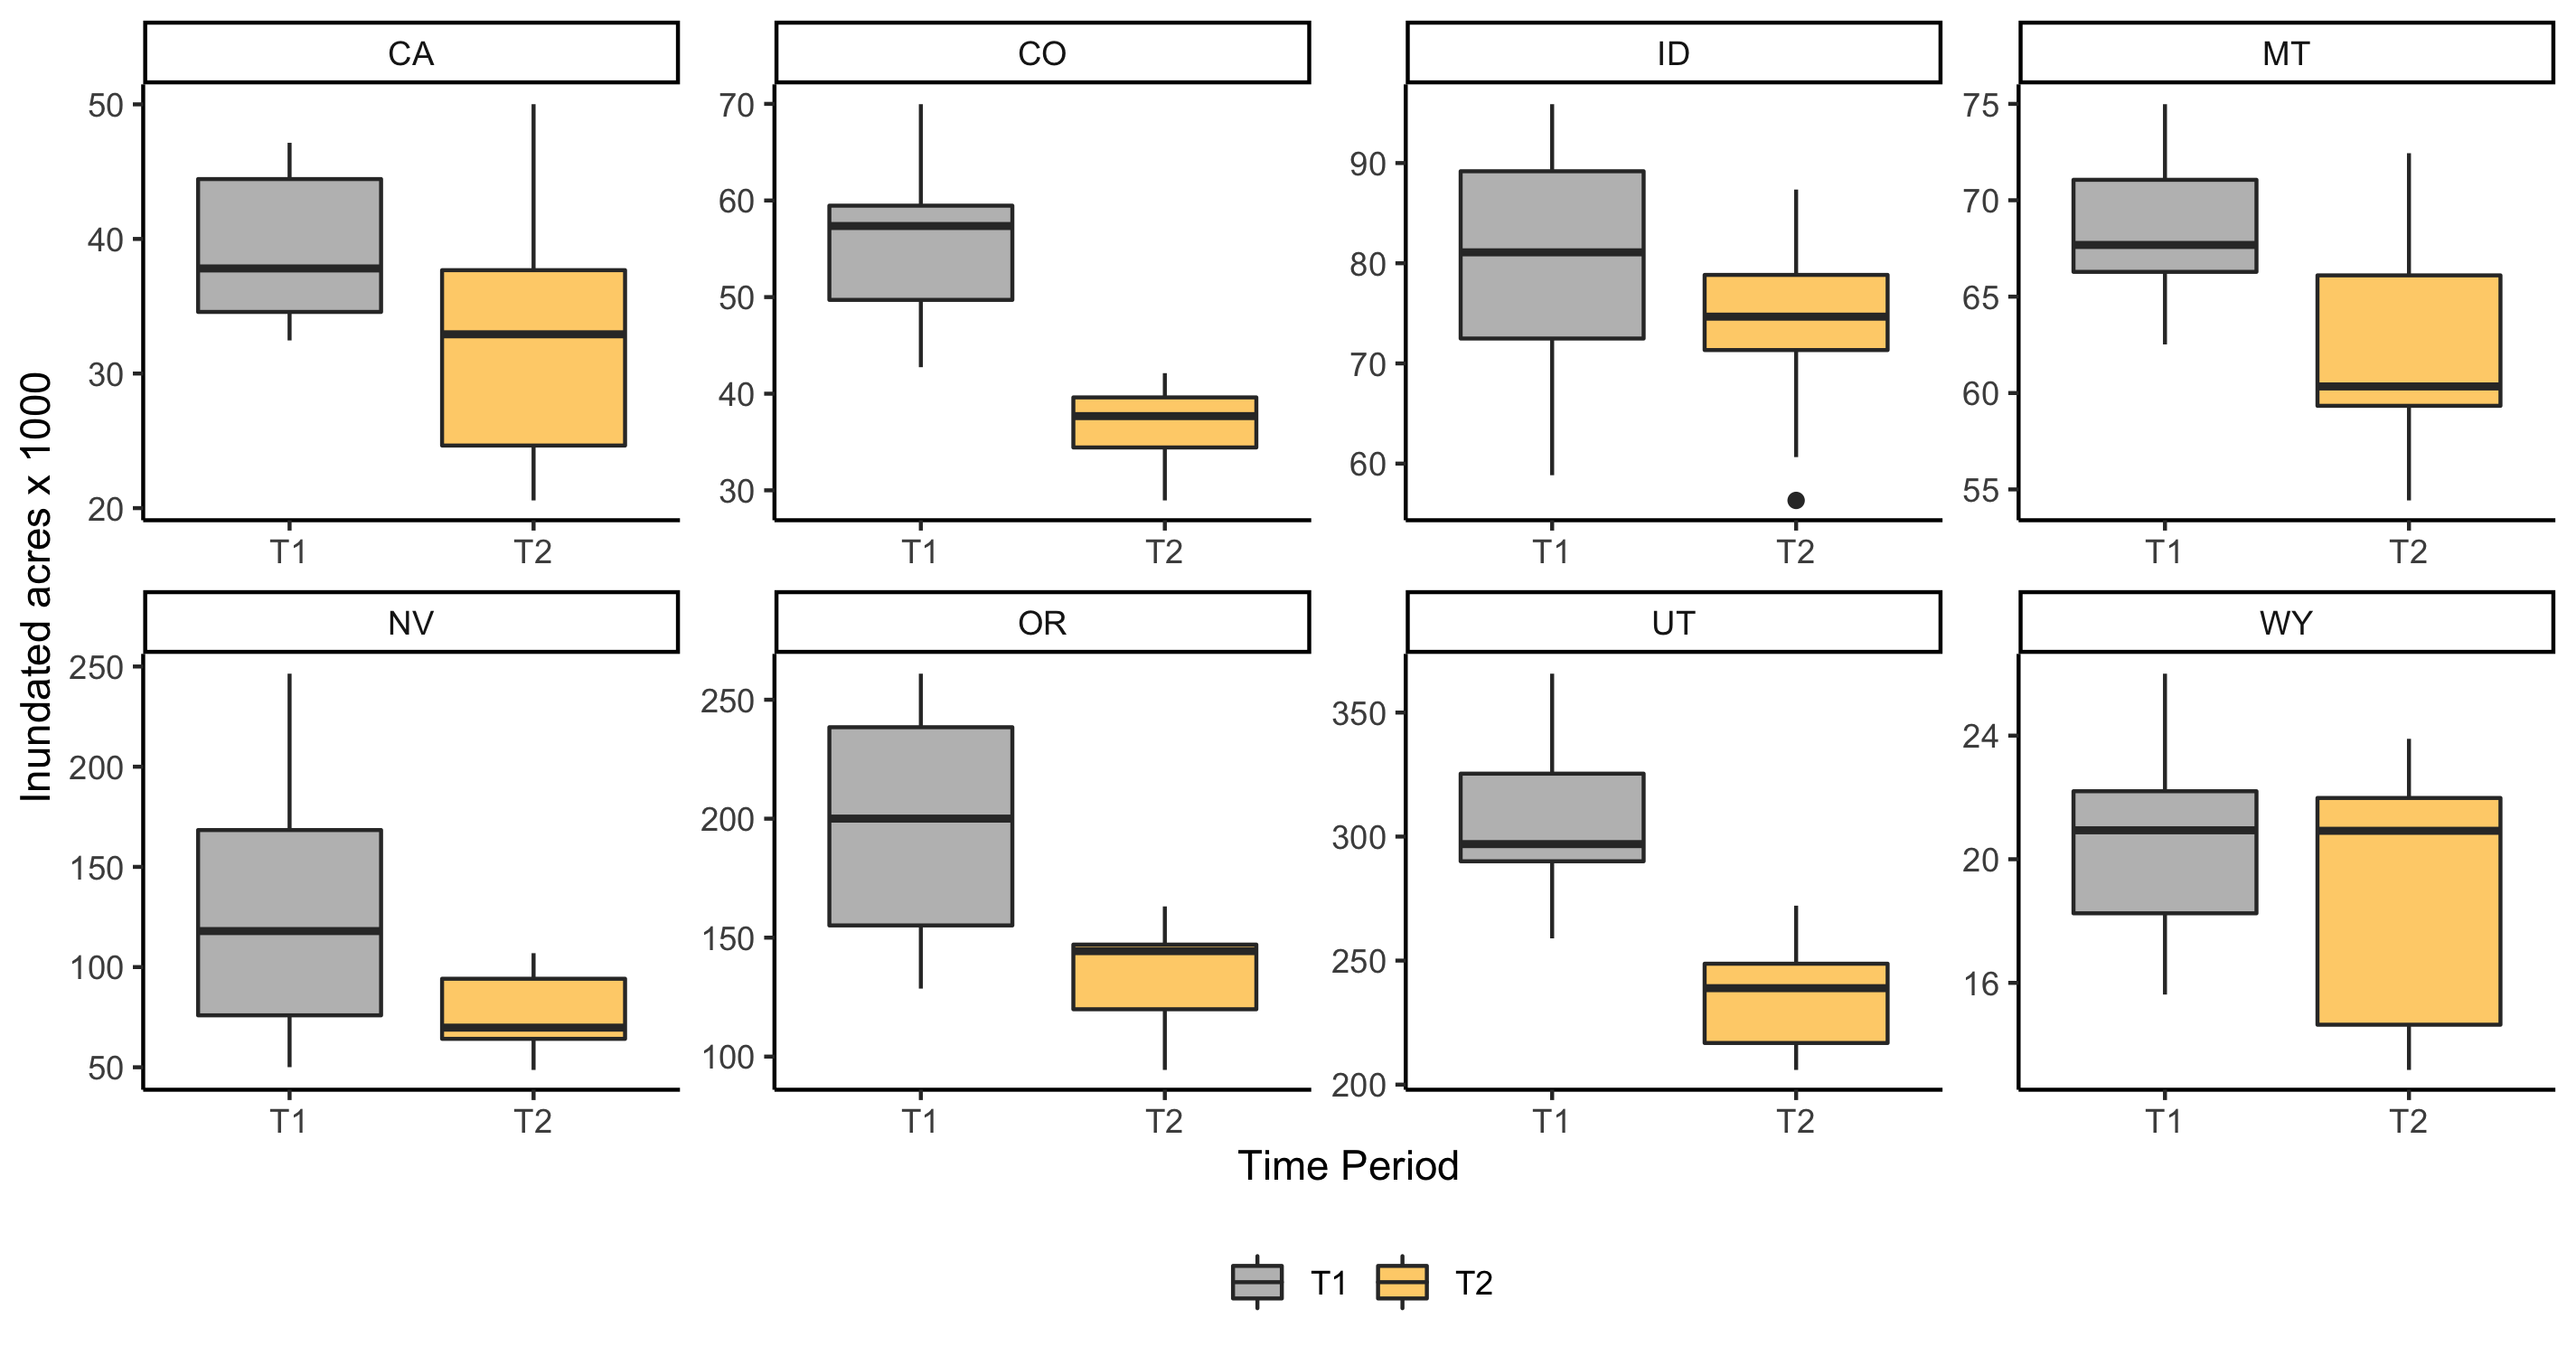 CA CO ID MT
50 70 90 75
40 60 80 70
30 50 70 65
20 40 60 60
30 55
T1 T2 T1 T2 T1 T2 T1 T2
Inundated acres x 1000
NV OR UT WY
250 250 350 24
200 200 300 20
150 150 250 16
100 100 200
50
T1 T2 T1 T2 T1 T2 T1 T2
Time Period
T1 T2